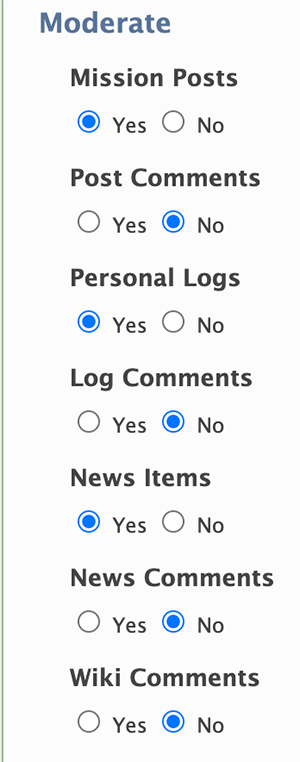 Moderate
Mission Posts
Yes No
Post Comments
Yes No
Personal Logs
Yes No
Log Comments
Yes No
News Items
Yes No
News Comments
Yes No
Wiki Comments
Yes No